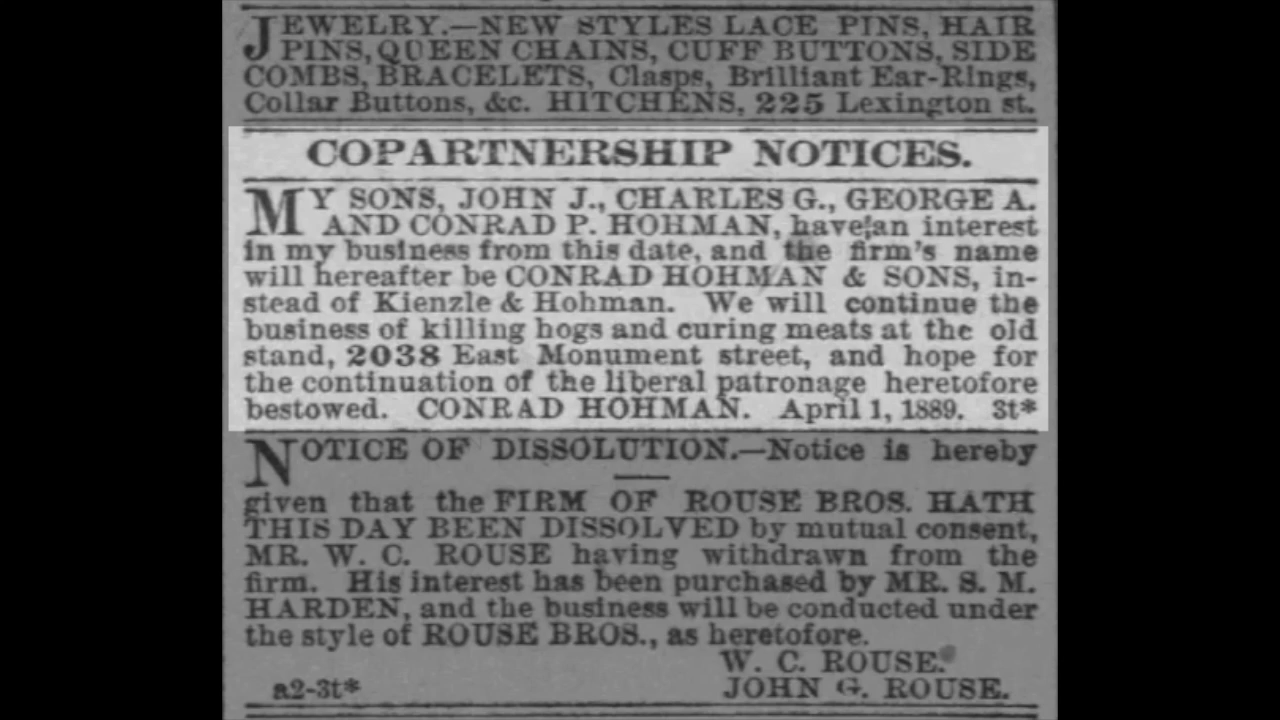 JEWELRY.—NEW STYLES LACE PINS, HAIR
PINS, QUEEN CHAINS, CUFF BUTTONS, SIDE
COMBS, BRACELETS, Clasps, Brilliant Ear-Rings,
Collar Buttons, &c. HITCHENS, 225 Lexington st.
COPARTNERSHIP NOTICES.
MY SONS, JOHN J., CHARLES G., GEORGE A.
AND CONRAD P. HOHMAN, have an interest
in my business from this date, and the firm's name
will hereafter be CONRAD HOHMAN & SONS, in-
stead of Kienzle & Hohman. We will continue the
business of killing hogs and curing meats at the old
stand, 2038 East Monument street, and hope for
the continuation of the liberal patronage heretofore
bestowed. CONRAD HOHMAN. April 1, 1889. 3t*
NOTICE OF DISSOLUTION.—Notice is hereby
given that the FIRM OF ROUSE BROS. HATH
THIS DAY BEEN DISSOLVED by mutual consent,
MR. W. C. ROUSE having withdrawn from the
firm. His interest has been purchased by MR. S. M.
HARDEN, and the business will be conducted under
the style of ROUSE BROS., as heretofore.
W. C. ROUSE.
a2-3t* JOHN G. ROUSE.